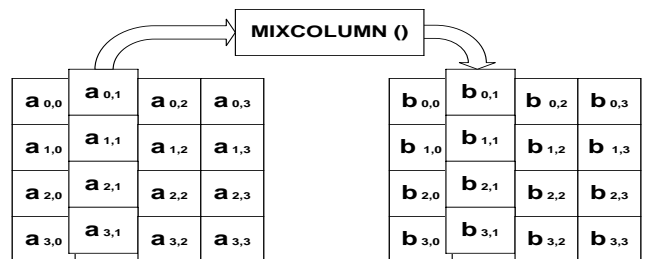 MIXCOLUMN ()
a 0,0 a 0,1 a 0,2 a 0,3
a 1,0 a 1,1 a 1,2 a 1,3
a 2,0 a 2,1 a 2,2 a 2,3
a 3,0 a 3,1 a 3,2 a 3,3
b 0,0 b 0,1 b 0,2 b 0,3
b 1,0 b 1,1 b 1,2 b 1,3
b 2,0 b 2,1 b 2,2 b 2,3
b 3,0 b 3,1 b 3,2 b 3,3